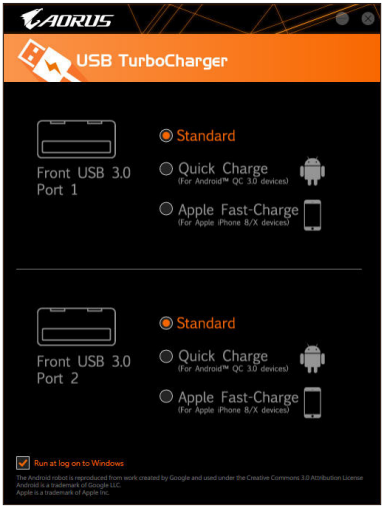 AORUS
USB TurboCharger
Standard
Quick Charge
(For Android™ QC 3.0 devices)
Apple Fast-Charge
(For Apple iPhone 8/X devices)
Front USB 3.0
Port 1
Standard
Quick Charge
(For Android™ QC 3.0 devices)
Apple Fast-Charge
(For Apple iPhone 8/X devices)
Front USB 3.0
Port 2
Run at log on to Windows
The Android robot is reproduced from work created by Google and used under the Creative Commons 3.0 Attribution License
Android is a trademark of Google LLC.
Apple is a trademark of Apple Inc.